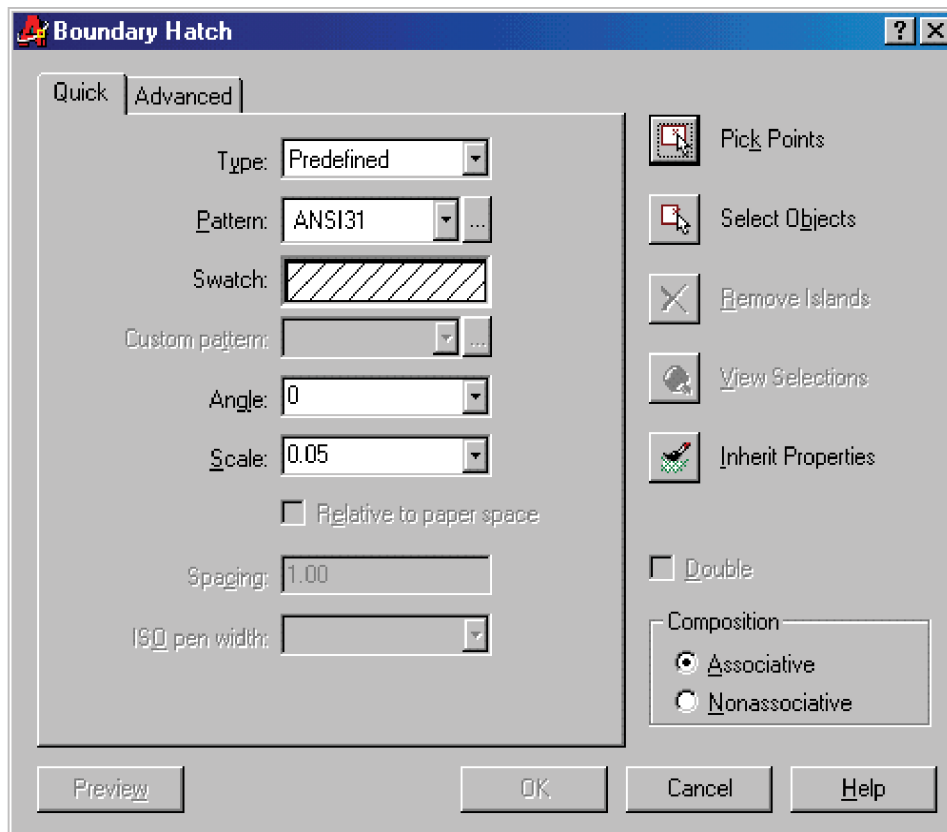 Boundary Hatch
Quick
Advanced
Type: Predefined
Pattern: ANSI31 ...
Swatch:
Custom pattern: ...
Angle: 0
Scale: 0.05
Relative to paper space
Spacing: 1.00
ISO pen width:
Pick Points
Select Objects
Remove Islands
View Selections
Inherit Properties
Double
Composition
Associative
Nonassociative
Preview
OK
Cancel
Help